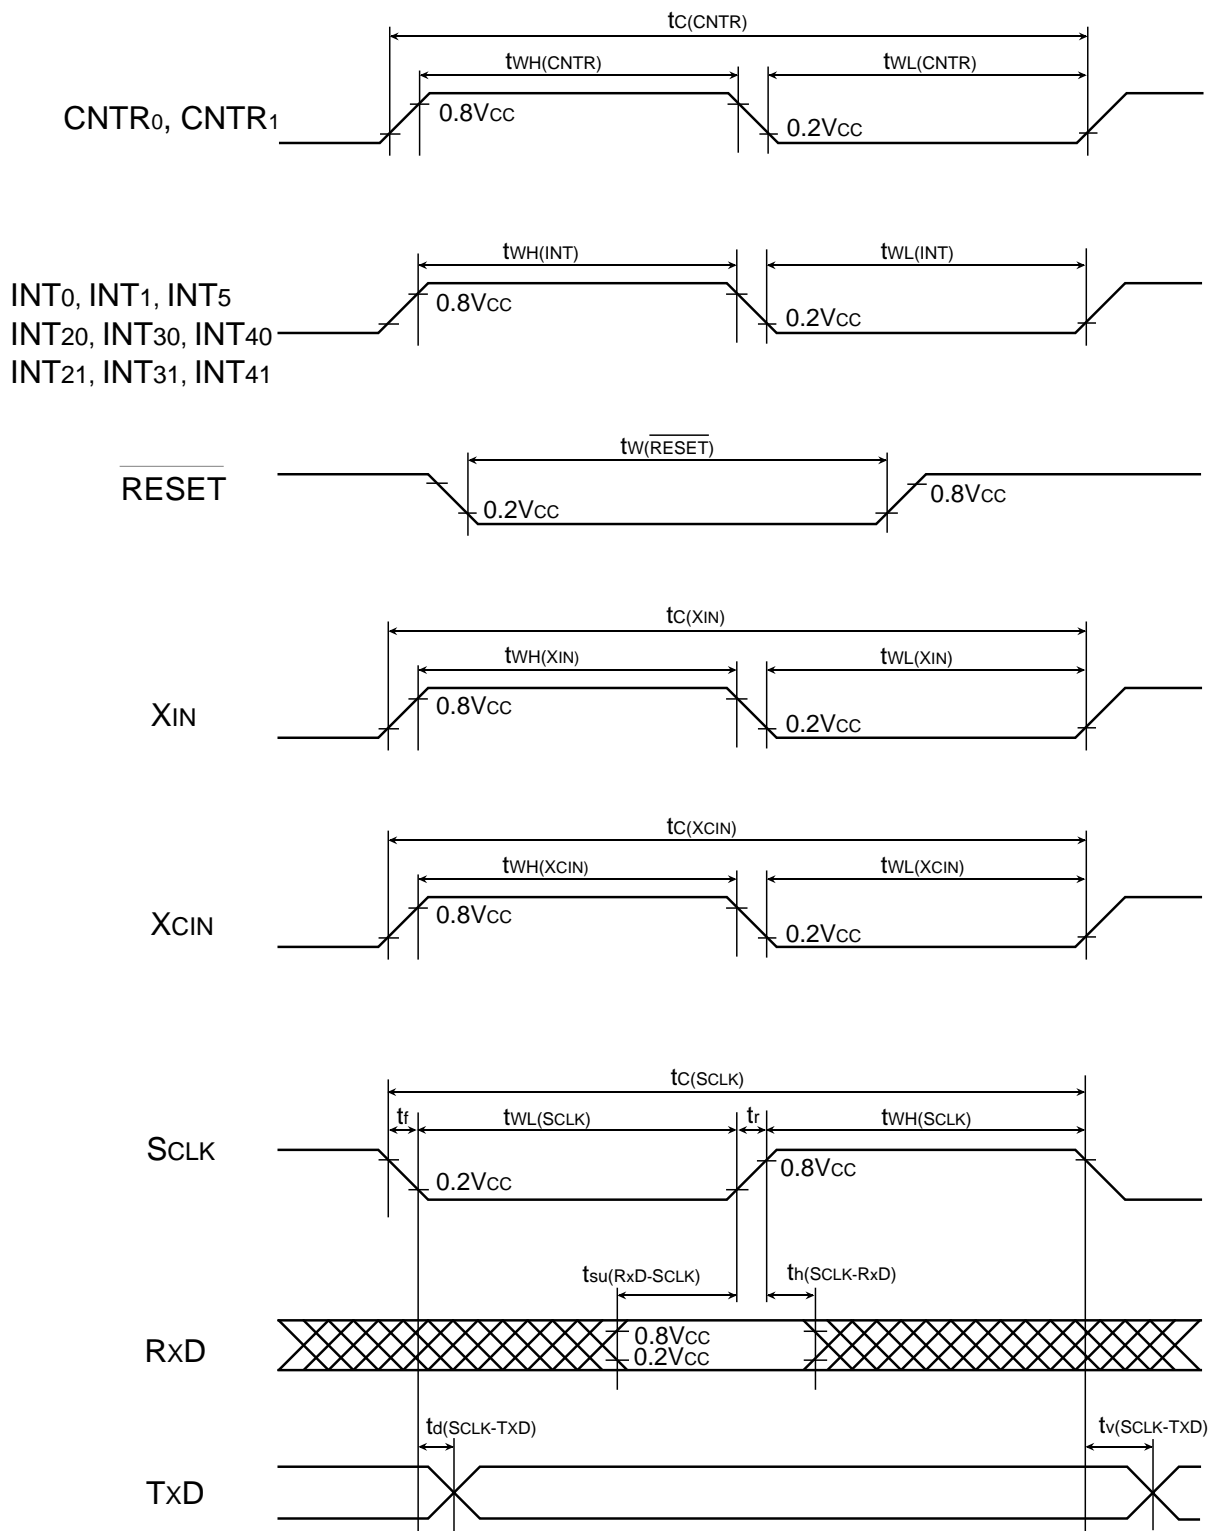 tC(CNTR)
tWH(CNTR) tWL(CNTR)
CNTR0, CNTR1
0.8VCC
0.2VCC
tWH(INT) tWL(INT)
INT0, INT1, INT5
INT20, INT30, INT40
INT21, INT31, INT41
0.8VCC
0.2VCC
tW(RESET)
RESET
0.2VCC
0.8VCC
tC(XIN)
tWH(XIN) tWL(XIN)
XIN
0.8VCC
0.2VCC
tC(XCIN)
tWH(XCIN) tWL(XCIN)
XCIN
0.8VCC
0.2VCC
tC(SCLK)
tf tWL(SCLK) tr tWH(SCLK)
SCLK
0.2VCC
0.8VCC
tsu(RxD-SCLK) th(SCLK-RxD)
RXD
0.8VCC
0.2VCC
td(SCLK-TXD) tv(SCLK-TXD)
TXD